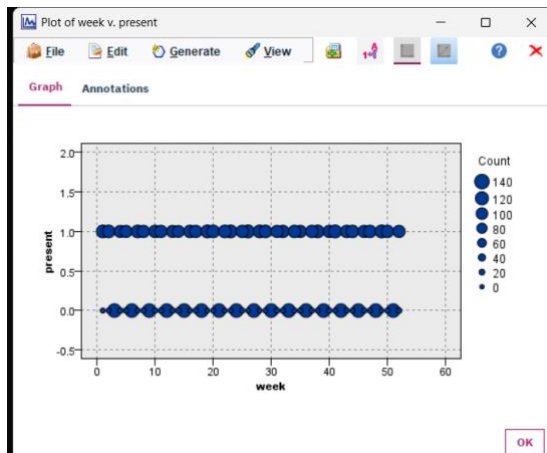 Plot of week v. present
File Edit Generate View
Graph Annotations
2.0
1.5
1.0
0.5
0.0
-0.5
present
0 10 20 30 40 50 60
week
Count
140
120
100
80
60
40
20
0
OK